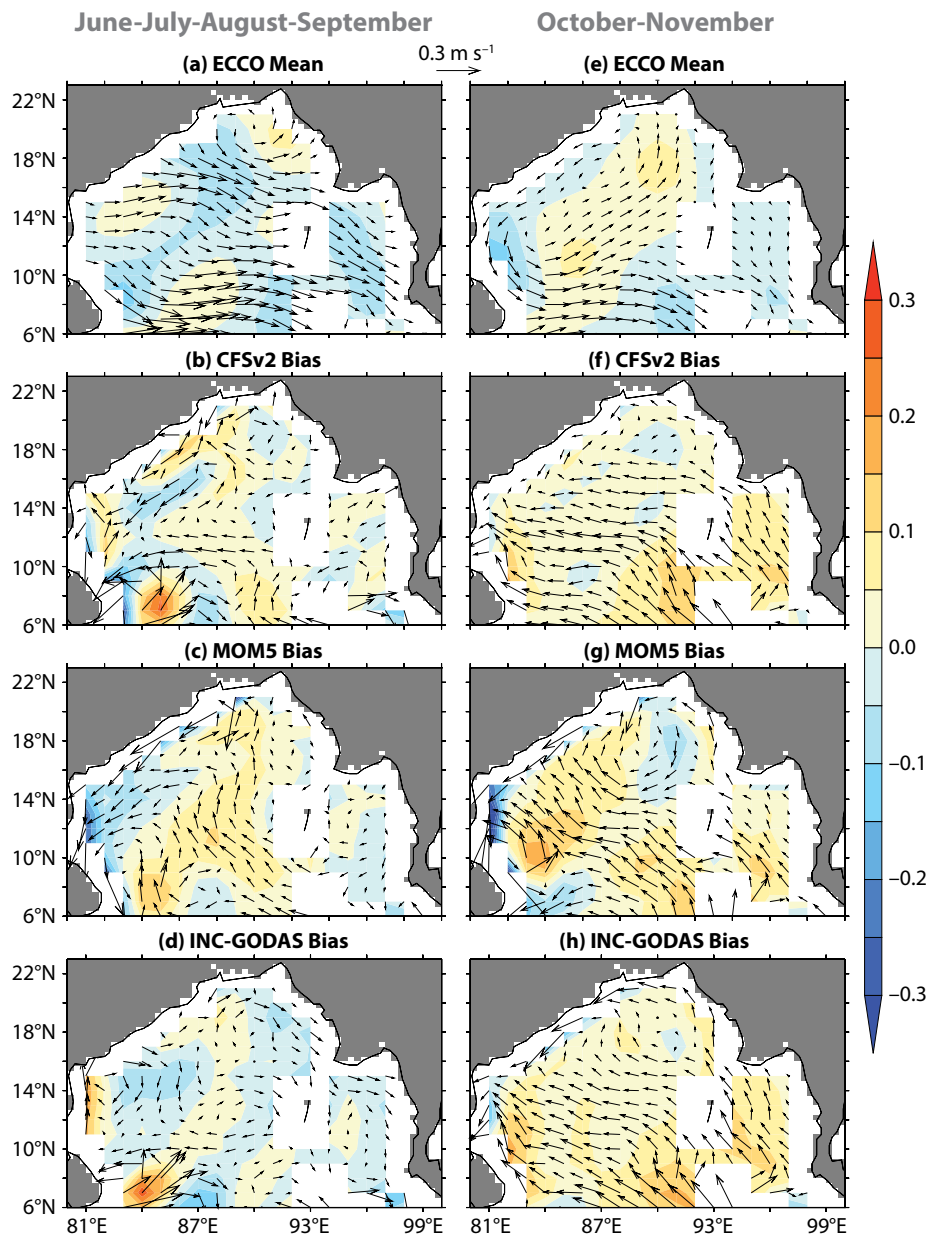 June-July-August-September
October-November
0.3 m s⁻¹
(a) ECCO Mean
(e) ECCO Mean
22°N
18°N
14°N
10°N
6°N
(b) CFSv2 Bias
(f) CFSv2 Bias
22°N
18°N
14°N
10°N
6°N
(c) MOM5 Bias
(g) MOM5 Bias
22°N
18°N
14°N
10°N
6°N
(d) INC-GODAS Bias
(h) INC-GODAS Bias
22°N
18°N
14°N
10°N
6°N
81°E 87°E 93°E 99°E 81°E 87°E 93°E 99°E
0.3
0.2
0.1
0.0
−0.1
−0.2
−0.3